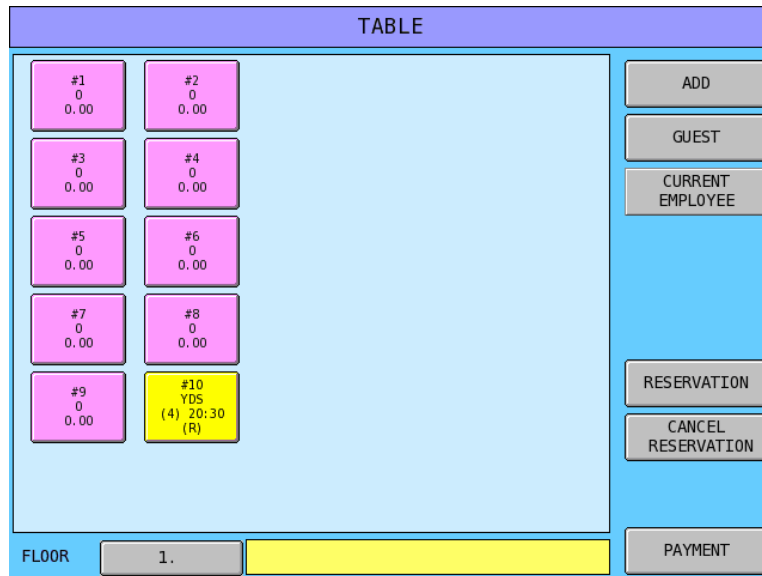 TABLE
#1
0
0.00
#2
0
0.00
#3
0
0.00
#4
0
0.00
#5
0
0.00
#6
0
0.00
#7
0
0.00
#8
0
0.00
#9
0
0.00
#10
YDS
(4) 20:30
(R)
ADD
GUEST
CURRENT
EMPLOYEE
RESERVATION
CANCEL
RESERVATION
PAYMENT
FLOOR
1.